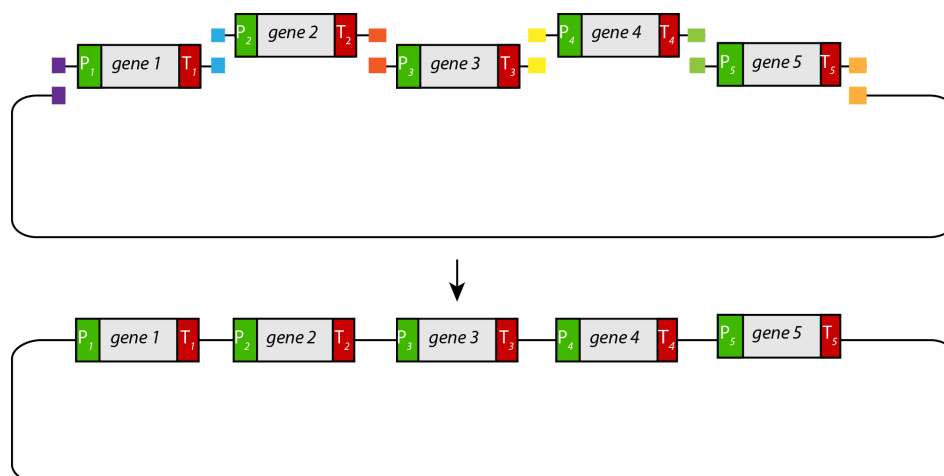 P2 gene 2 T2 P4 gene 4 T4
P1 gene 1 T1 P3 gene 3 T3 P5 gene 5 T5
P1 gene 1 T1 P2 gene 2 T2 P3 gene 3 T3 P4 gene 4 T4 P5 gene 5 T5